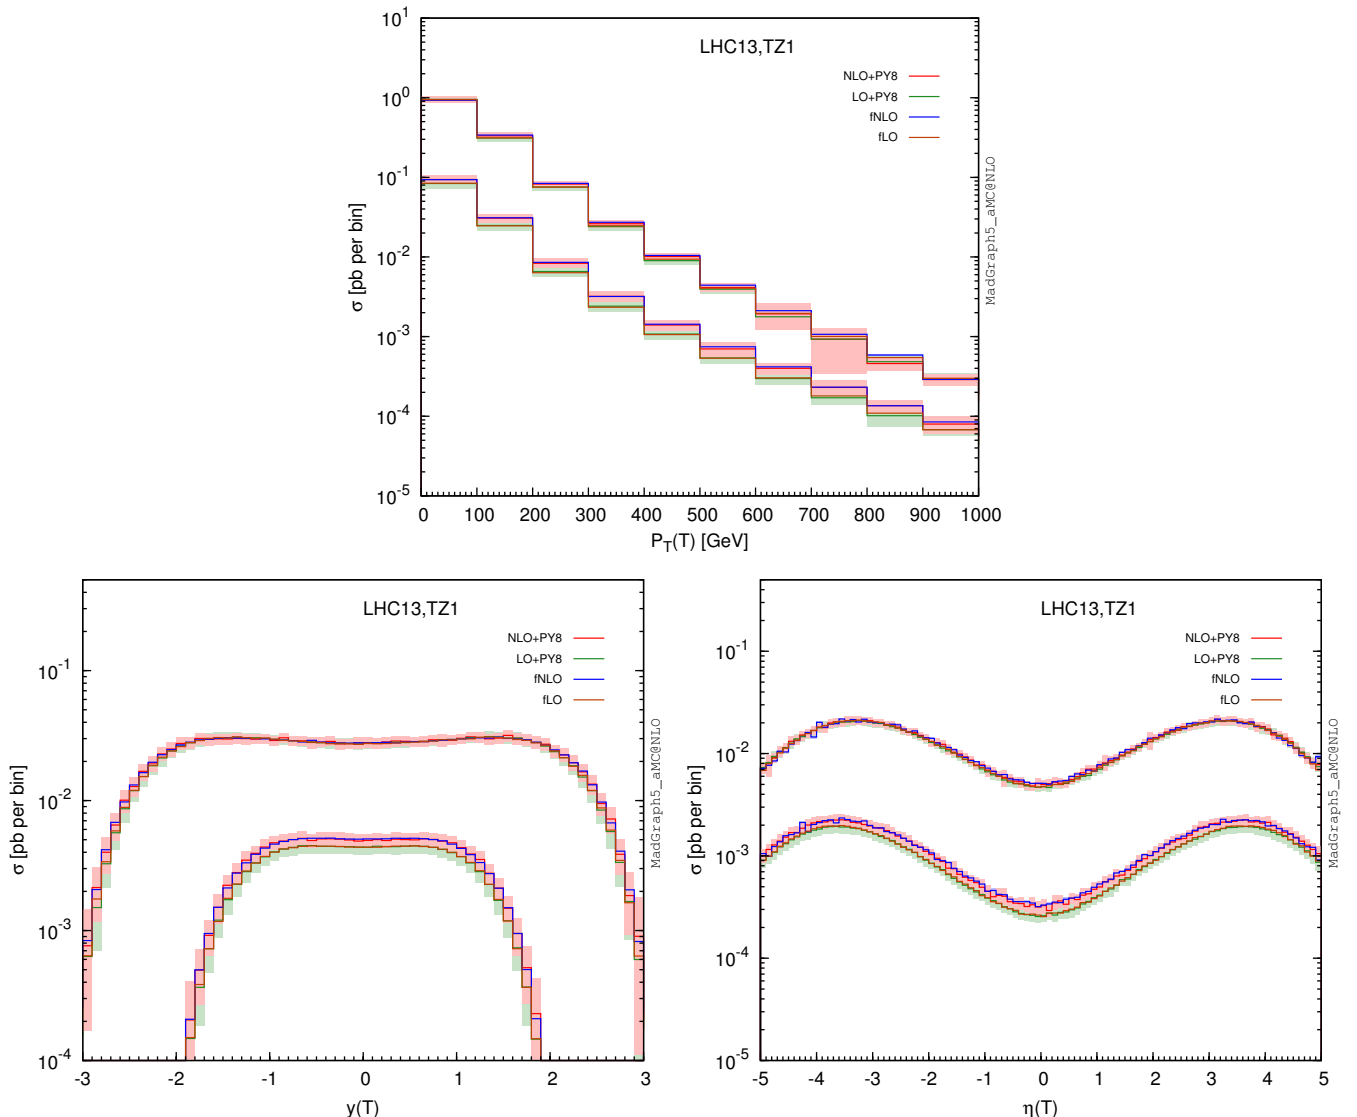 LHC13,TZ1
NLO+PY8
LO+PY8
fNLO
fLO
σ [pb per bin]
10^1
10^0
10^-1
10^-2
10^-3
10^-4
10^-5
0 100 200 300 400 500 600 700 800 900 1000
P_T(T) [GeV]
MadGraph5_aMC@NLO
LHC13,TZ1
NLO+PY8
LO+PY8
fNLO
fLO
σ [pb per bin]
10^-1
10^-2
10^-3
10^-4
-3 -2 -1 0 1 2 3
y(T)
MadGraph5_aMC@NLO
LHC13,TZ1
NLO+PY8
LO+PY8
fNLO
fLO
σ [pb per bin]
10^-1
10^-2
10^-3
10^-4
10^-5
-5 -4 -3 -2 -1 0 1 2 3 4 5
η(T)
MadGraph5_aMC@NLO